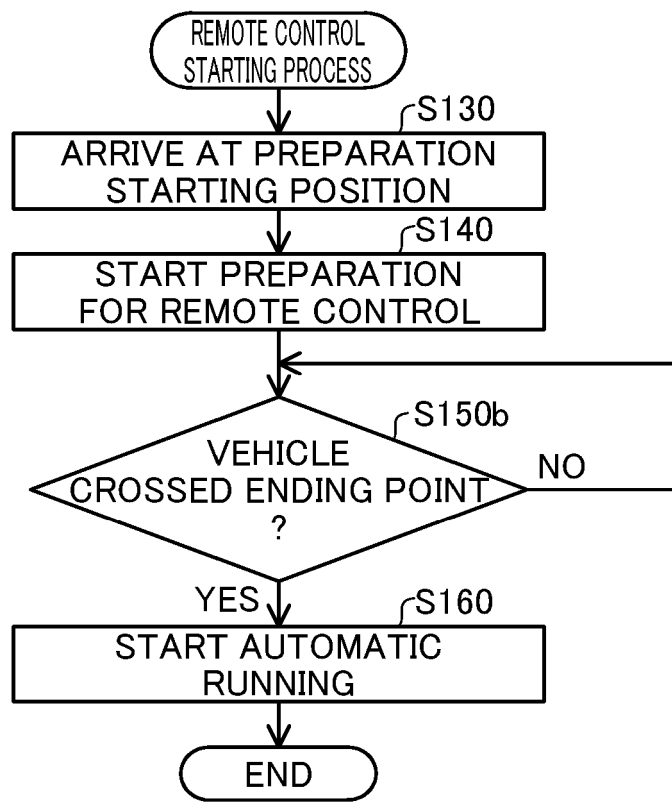 REMOTE CONTROL
STARTING PROCESS
S130
ARRIVE AT PREPARATION
STARTING POSITION
S140
START PREPARATION
FOR REMOTE CONTROL
S150b
VEHICLE
CROSSED ENDING POINT
?
NO
YES
S160
START AUTOMATIC
RUNNING
END